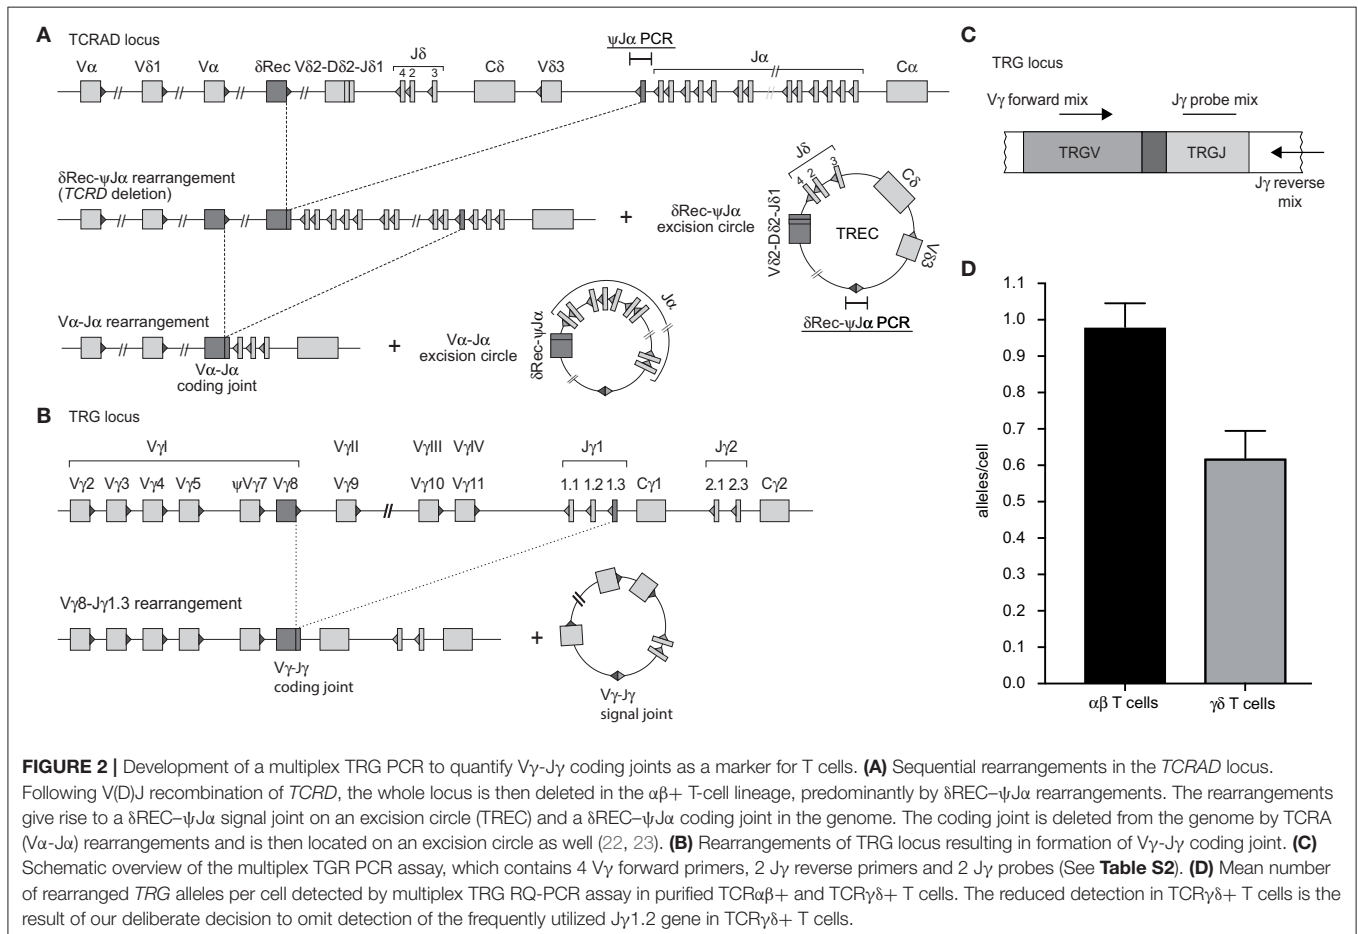 A
TCRAD locus
ψJα PCR
Vα
Vδ1
Vα
δRec
Vδ2-Dδ2-Jδ1
Jδ
4 2 3
Cδ
Vδ3
Jα
Cα
δRec-ψJα rearrangement
(TCRD deletion)
+
δRec-ψJα
excision circle
Jδ
4 2 3
Cδ
Vδ2-Dδ2-Jδ1
TREC
Vδ3
δRec-ψJα PCR
Vα-Jα rearrangement
Vα-Jα
coding joint
+
Vα-Jα
excision circle
δRec-ψJα
Jα
B
TRG locus
VγI
VγII
VγIII
VγIV
Jγ1
Jγ2
Vγ2
Vγ3
Vγ4
Vγ5
ψVγ7
Vγ8
Vγ9
Vγ10
Vγ11
1.1 1.2 1.3
Cγ1
2.1 2.3
Cγ2
Vγ8-Jγ1.3 rearrangement
Vγ-Jγ
coding joint
+
Vγ-Jγ
signal joint
C
TRG locus
Vγ forward mix
Jγ probe mix
TRGV
TRGJ
Jγ reverse
mix
D
alleles/cell
1.1
1.0
0.9
0.8
0.7
0.6
0.5
0.4
0.3
0.2
0.1
0.0
αβ T cells
γδ T cells
FIGURE 2 | Development of a multiplex TRG PCR to quantify Vγ-Jγ coding joints as a marker for T cells. (A) Sequential rearrangements in the TCRAD locus.
Following V(D)J recombination of TCRD, the whole locus is then deleted in the αβ+ T-cell lineage, predominantly by δREC–ψJα rearrangements. The rearrangements
give rise to a δREC–ψJα signal joint on an excision circle (TREC) and a δREC–ψJα coding joint in the genome. The coding joint is deleted from the genome by TCRA
(Vα-Jα) rearrangements and is then located on an excision circle as well (22, 23). (B) Rearrangements of TRG locus resulting in formation of Vγ-Jγ coding joint. (C)
Schematic overview of the multiplex TGR PCR assay, which contains 4 Vγ forward primers, 2 Jγ reverse primers and 2 Jγ probes (See Table S2). (D) Mean number
of rearranged TRG alleles per cell detected by multiplex TRG RQ-PCR assay in purified TCRαβ+ and TCRγδ+ T cells. The reduced detection in TCRγδ+ T cells is the
result of our deliberate decision to omit detection of the frequently utilized Jγ1.2 gene in TCRγδ+ T cells.